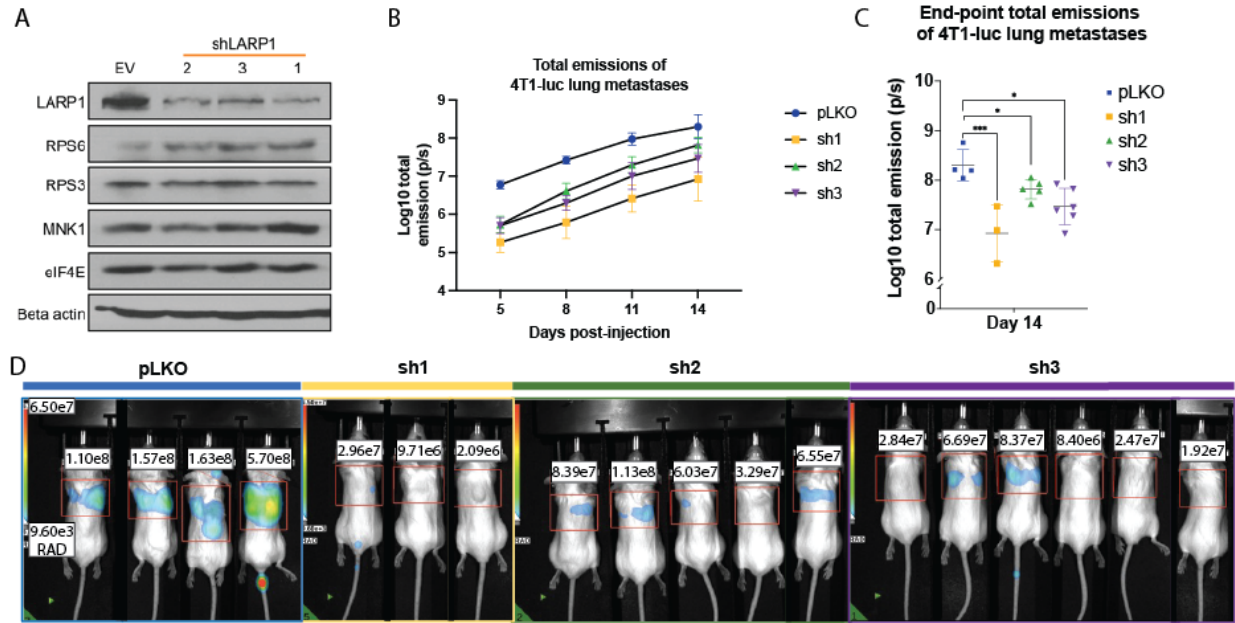 A
shLARP1
EV 2 3 1
LARP1
RPS6
RPS3
MNK1
eIF4E
Beta actin
B
Total emissions of
4T1-luc lung metastases
Log10 total
emission (p/s)
9
8
7
6
5
4
5 8 11 14
Days post-injection
pLKO
sh1
sh2
sh3
C
End-point total emissions
of 4T1-luc lung metastases
Log10 total emission (p/s)
10
9
8
7
6
0
*
*
***
Day 14
pLKO
sh1
sh2
sh3
D
pLKO sh1 sh2 sh3
6.50e7
1.10e8 1.57e8 1.63e8 5.70e8
9.60e3
RAD
2.96e7 9.71e6 2.09e6
8.39e7 1.13e8 6.03e7 3.29e7 6.55e7
2.84e7 6.69e7 8.37e7 8.40e6 2.47e7 1.92e7